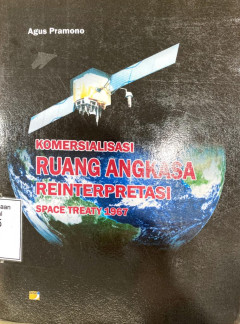 Agus Pramono
KOMERSIALISASI
RUANG ANGKASA
REINTERPRETASI
SPACE TREATY 1967